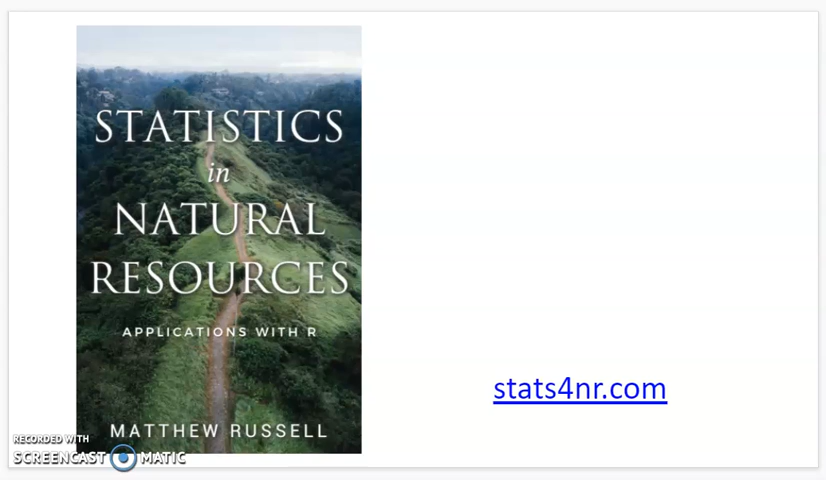 STATISTICS
in
NATURAL
RESOURCES
APPLICATIONS WITH R
MATTHEW RUSSELL
stats4nr.com
RECORDED WITH
SCREENCAST MATIC